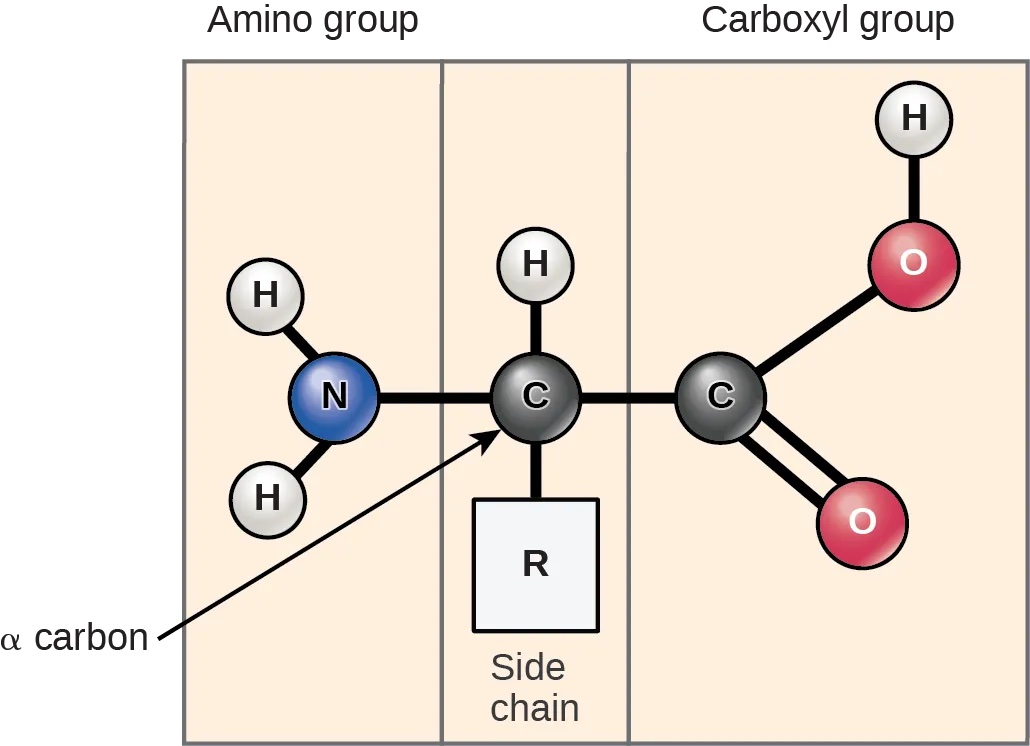 Amino group
Carboxyl group
H
O
H
H
N
C
C
H
O
R
α carbon
Side
chain